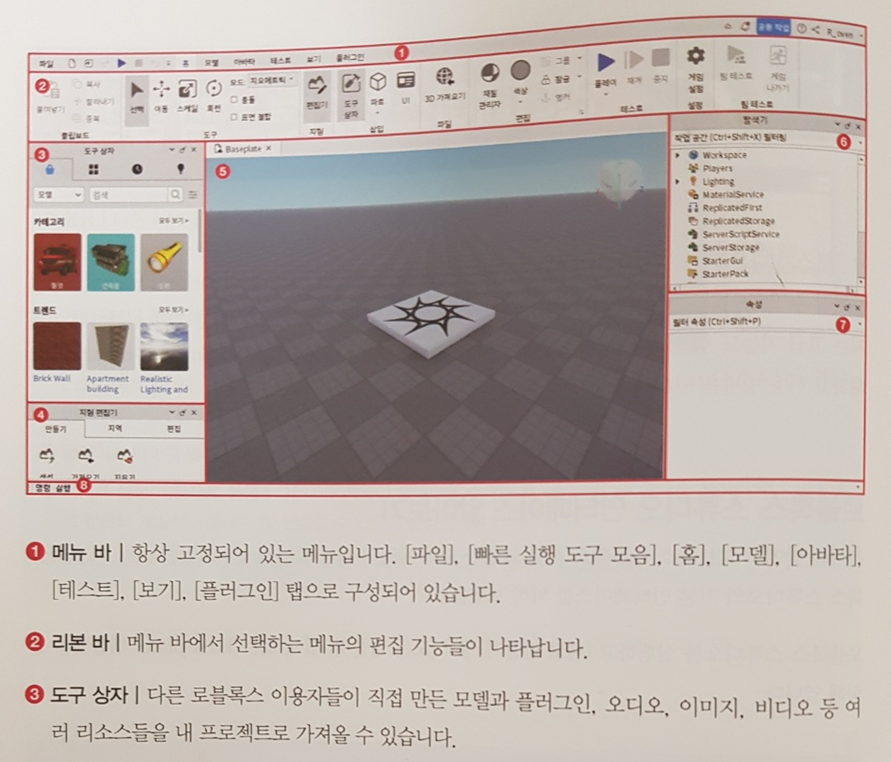 공동 작업 R_oven
파일 홈 모델 아바타 테스트 보기 플러그인 1
2
붙여넣기 복사 잘라내기 중복
클립보드
선택 이동 스케일 회전
모드: 지오메트릭
충돌
표면 결합
도구
편집기
지형
도구 상자 파트 UI
삽입
3D 가져오기
파일
재질 관리자 색상
그룹
잠금
앵커
편집
플레이 재개 중지
테스트
게임 설정
설정
팀 테스트 게임 나가기
팀 테스트
3 도구 상자
모델 검색
카테고리 모두 보기 >
건축물
트렌드 모두 보기 >
Brick Wall
Apartment building
Realistic Lighting and
4 지형 편집기
만들기 지역 편집
생성 가져오기 지우기
Baseplate ×
5
탐색기
작업 공간 (Ctrl+Shift+X) 필터링 6
Workspace
Players
Lighting
MaterialService
ReplicatedFirst
ReplicatedStorage
ServerScriptService
ServerStorage
StarterGui
StarterPack
속성
필터 속성 (Ctrl+Shift+P) 7
명령 실행 8
1 메뉴 바 | 항상 고정되어 있는 메뉴입니다. [파일], [빠른 실행 도구 모음], [홈], [모델], [아바타],
[테스트], [보기], [플러그인] 탭으로 구성되어 있습니다.
2 리본 바 | 메뉴 바에서 선택하는 메뉴의 편집 기능들이 나타납니다.
3 도구 상자 | 다른 로블록스 이용자들이 직접 만든 모델과 플러그인, 오디오, 이미지, 비디오 등 여
러 리소스들을 내 프로젝트로 가져올 수 있습니다.